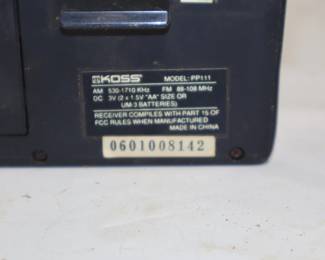 KOSS MODEL: PP111
AM 530-1710 KHz FM 88-108 MHz
DC 3V (2 x 1.5V "AA" SIZE OR
UM-3 BATTERIES)
RECEIVER COMPLIES WITH PART 15 OF
FCC RULES WHEN MANUFACTURED
MADE IN CHINA
0601008142